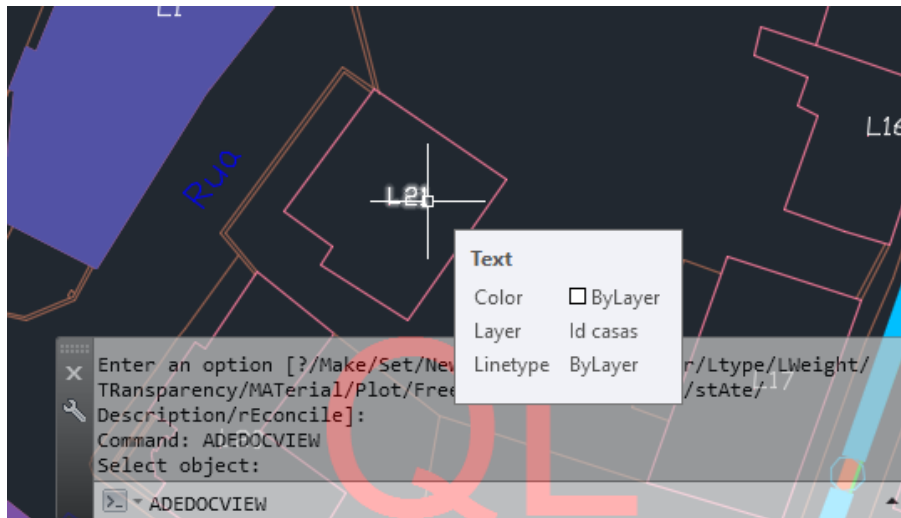 L1
L16
Rua
L21
Text
Color ByLayer
Layer Id casas
Linetype ByLayer
Enter an option [?/Make/Set/New r/Ltype/LWeight/
TRansparency/MATerial/Plot/Free /stAte/
L17
Description/rEconcile]:
Command: ADEDOCVIEW
Select object:
QL
ADEDOCVIEW